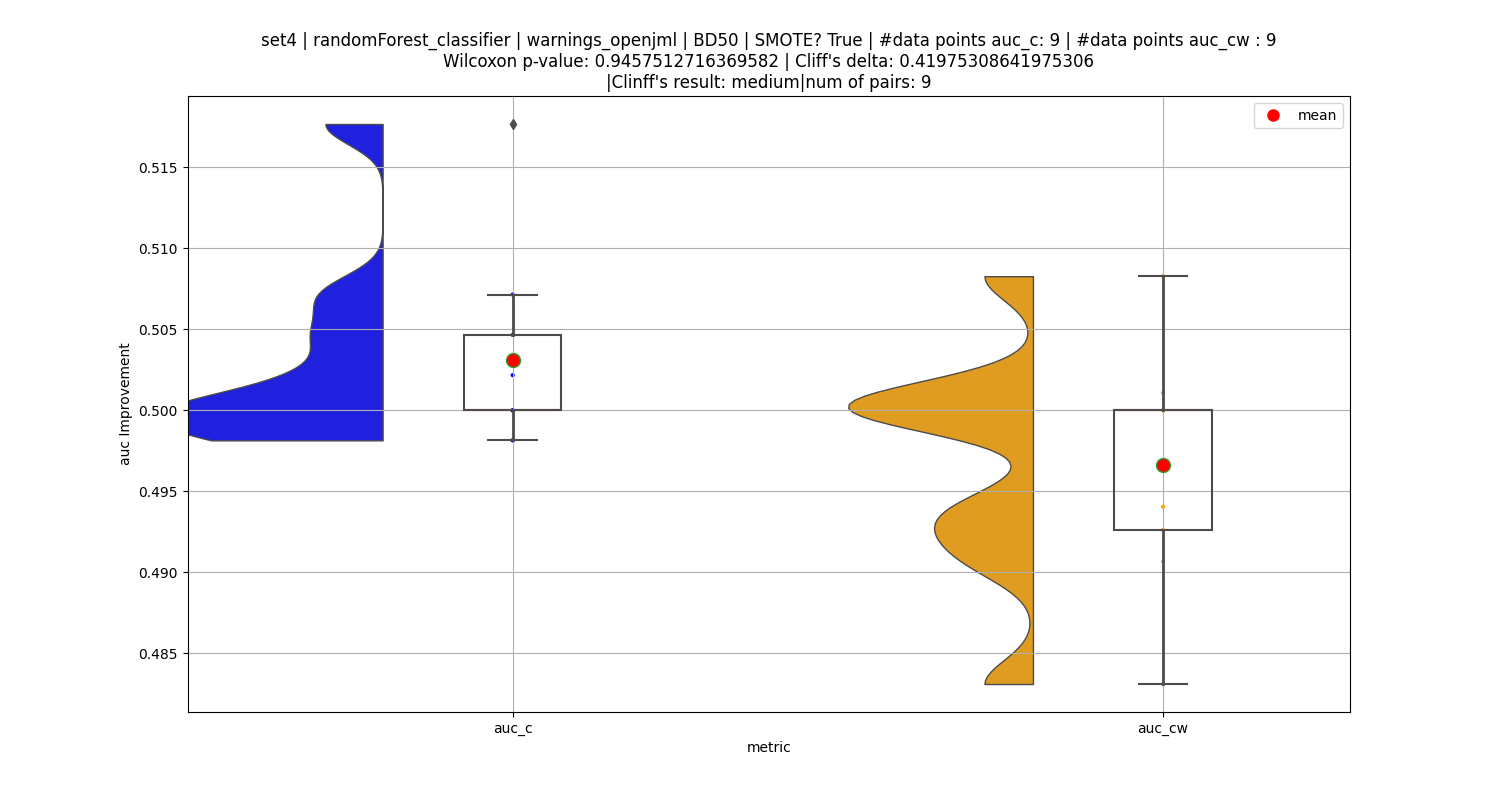 set4 | randomForest_classifier | warnings_openjml | BD50 | SMOTE? True | #data points auc_c: 9 | #data points auc_cw : 9
Wilcoxon p-value: 0.9457512716369582 | Cliff's delta: 0.41975308641975306
|Clinff's result: medium|num of pairs: 9
mean
0.515
0.510
0.505
0.500
0.495
0.490
0.485
auc Improvement
auc_c
auc_cw
metric